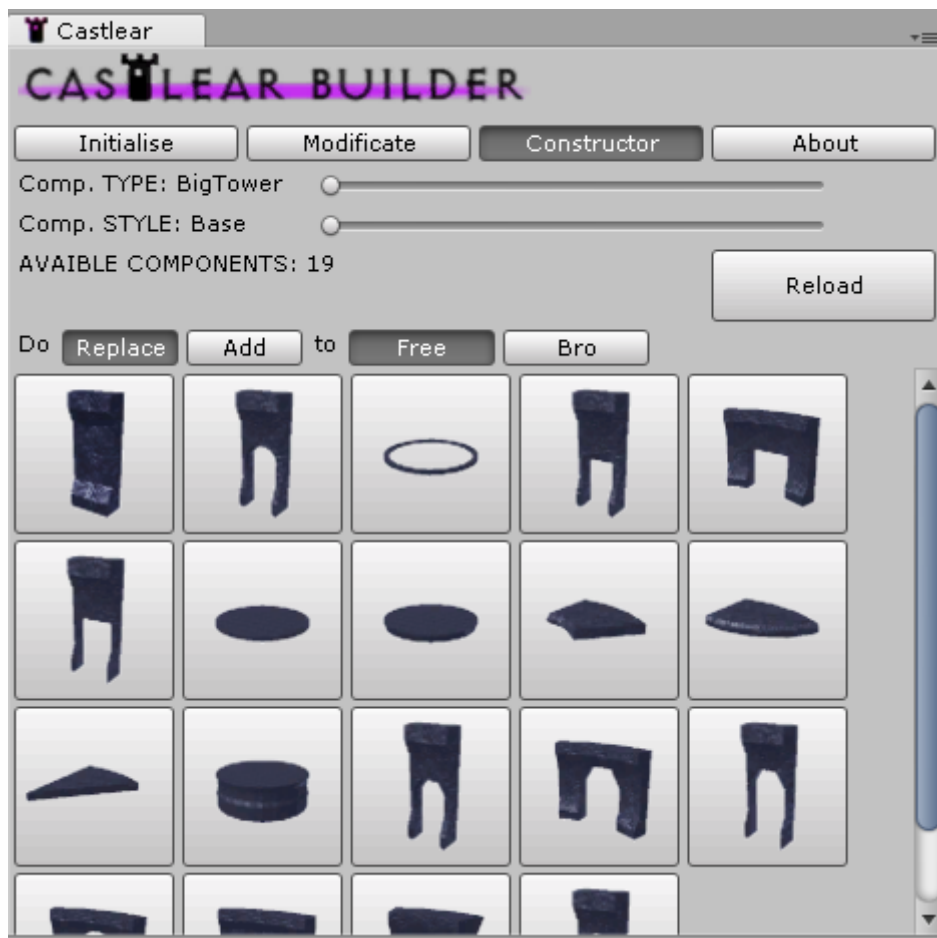 Castlear
CASTLEAR BUILDER
Initialise Modificate Constructor About
Comp. TYPE: BigTower
Comp. STYLE: Base
AVAIBLE COMPONENTS: 19
Reload
Do Replace Add to Free Bro